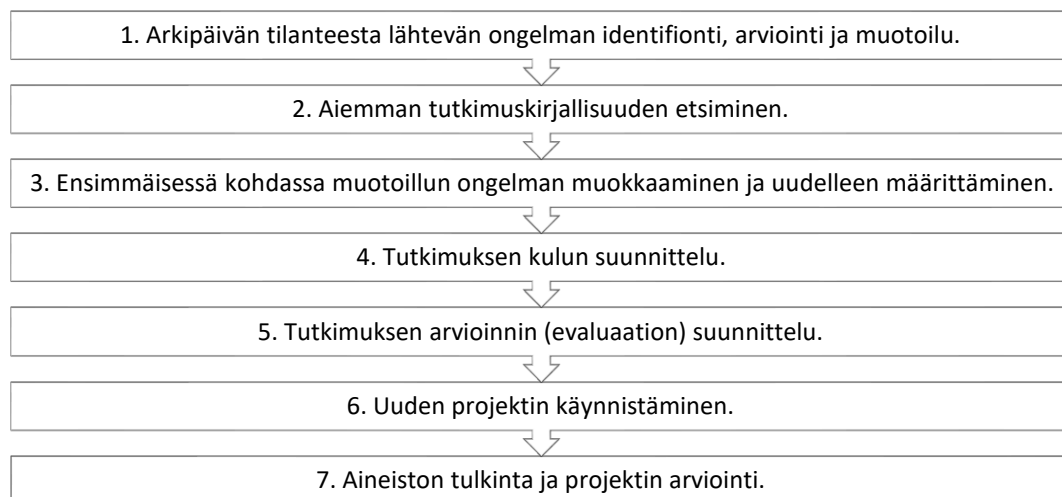 1. Arkipäivän tilanteesta lähtevän ongelman identifionti, arviointi ja muotoilu.
2. Aiemman tutkimuskirjallisuuden etsiminen.
3. Ensimmäisessä kohdassa muotoillun ongelman muokkaaminen ja uudelleen määrittäminen.
4. Tutkimuksen kulun suunnittelu.
5. Tutkimuksen arvioinnin (evaluaation) suunnittelu.
6. Uuden projektin käynnistäminen.
7. Aineiston tulkinta ja projektin arviointi.